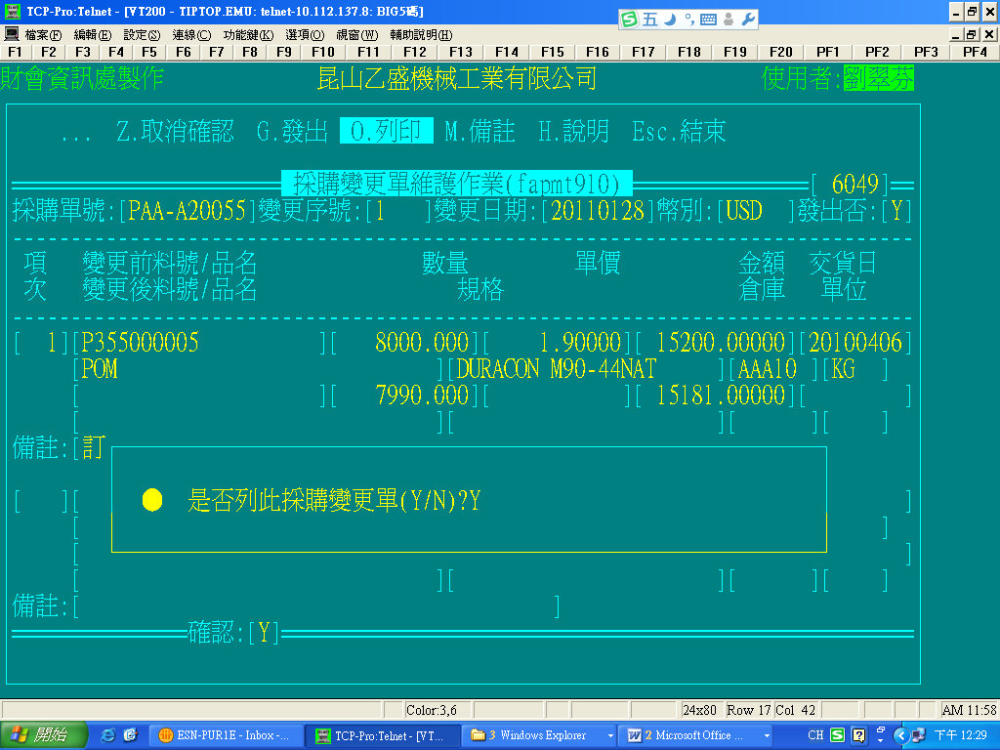 TCP-Pro:Telnet - [VT200 - TIPTOP.EMU: telnet-10.112.137.8: BIG5碼]
五
檔案(F) 編輯(E) 設定(S) 連線(C) 功能鍵(K) 選項(O) 視窗(W) 輔助說明(H)
F1 F2 F3 F4 F5 F6 F7 F8 F9 F10 F11 F12 F13 F14 F15 F16 F17 F18 F19 F20 PF1 PF2 PF3 PF4
財會資訊處製作 昆山乙盛機械工業有限公司 使用者:劉翠芬
... Z.取消確認 G.發出 O.列印 M.備註 H.說明 Esc.結束
採購變更單維護作業(fapmt910) [ 6049]
採購單號:[PAA-A20055]變更序號:[1 ]變更日期:[20110128]幣別:[USD ]發出否:[Y]
項 變更前料號/品名 數量 單價 金額 交貨日
次 變更後料號/品名 規格 倉庫 單位
[ 1][P355000005 ][ 8000.000][ 1.90000][ 15200.00000][20100406]
[POM ][DURACON M90-44NAT ][AAA10 ][KG ]
[ ][ 7990.000][ ][ 15181.00000][ ]
[ ][ ][ ][ ]
備註:[訂
是否列此採購變更單(Y/N)?Y
[ ][ ]
[ ]
[ ]
[ ][ ][ ][ ]
備註:[ ]
確認:[Y]
Color:3,6 24x80 Row 17 Col 42 AM 11:58
開始 ESN-PUR1E - Inbox -... TCP-Pro:Telnet - [VT... 3 Windows Explorer 2 Microsoft Office ... CH 下午 12:29